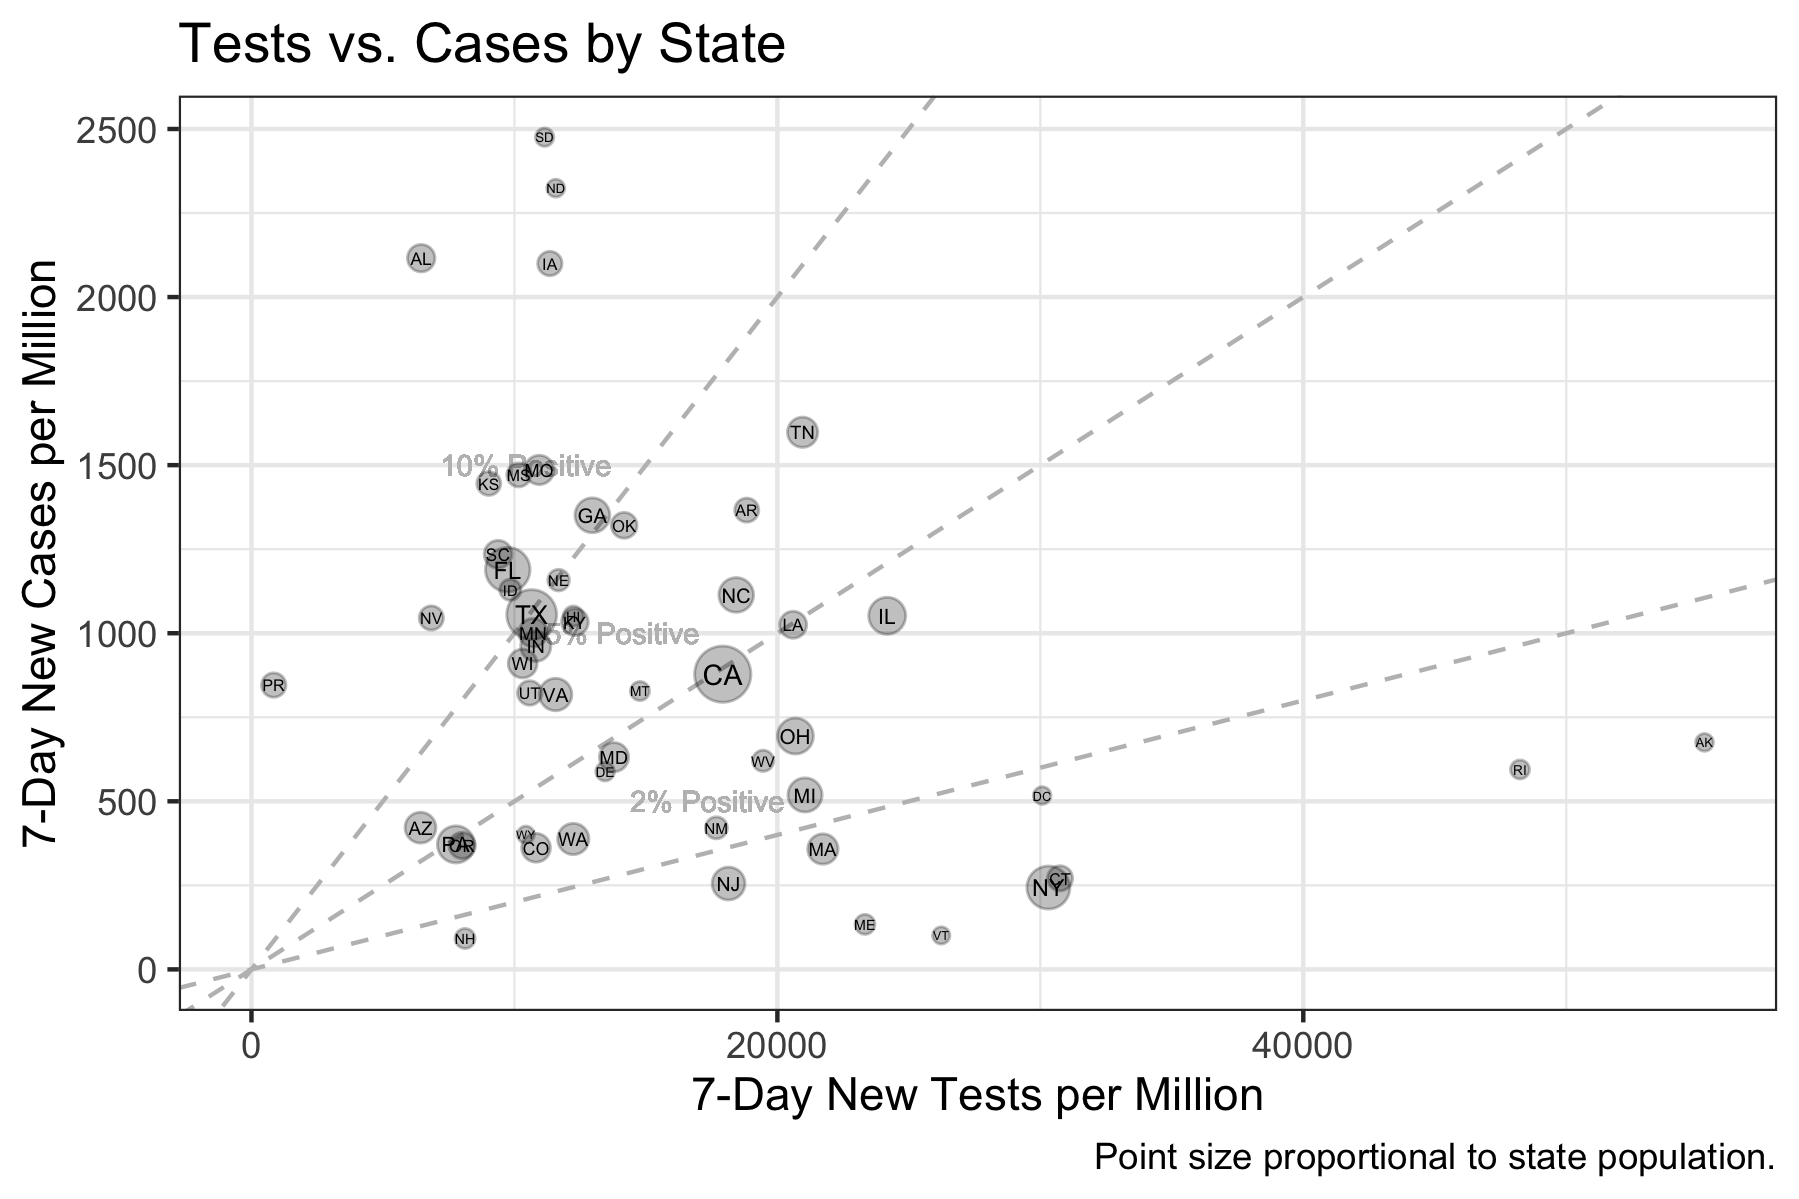 Tests vs. Cases by State
7-Day New Cases per Million
2500
2000
1500
1000
500
0
SD
ND
AL
IA
TN
10% Positive
MS
MO
KS
AR
GA
OK
SC
FL
NE
ID
NC
TX
NV
HI
KY
IL
LA
MN
5% Positive
IN
WI
CA
PR
UT
VA
MT
OH
AK
MD
WV
DE
RI
2% Positive
MI
DC
AZ
NM
WY
WA
PA
OR
CO
MA
NJ
NY
CT
ME
VT
NH
0
20000
40000
7-Day New Tests per Million
Point size proportional to state population.